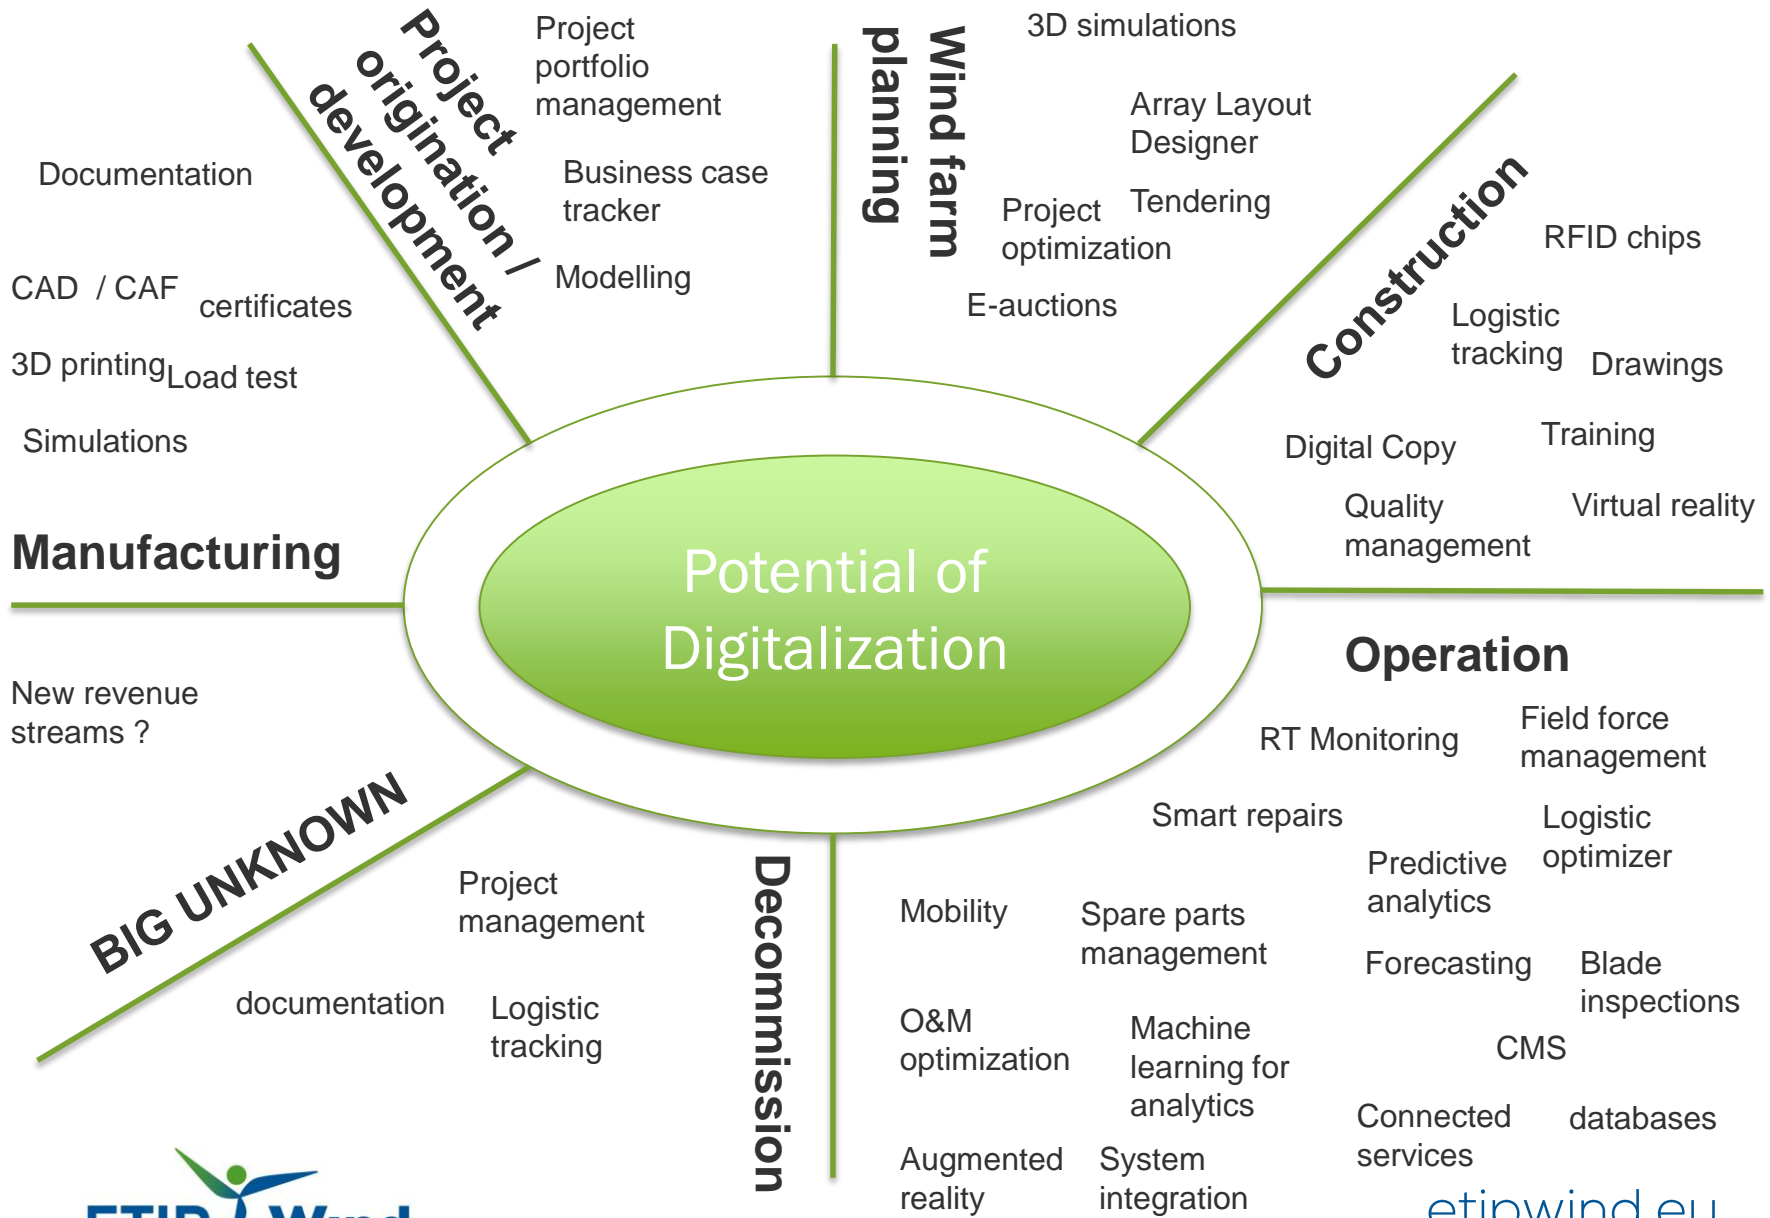 Project
origination /
development
Project
portfolio
management
Business case
tracker
Modelling
Wind farm
planning
3D simulations
Array Layout
Designer
Project
optimization
Tendering
E-auctions
Construction
RFID chips
Logistic
tracking
Drawings
Digital Copy
Training
Quality
management
Virtual reality
Documentation
CAD / CAF
certificates
3D printing
Load test
Simulations
Manufacturing
Potential of
Digitalization
Operation
RT Monitoring
Field force
management
Smart repairs
Logistic
optimizer
Predictive
analytics
Mobility
Spare parts
management
Forecasting
Blade
inspections
O&M
optimization
Machine
learning for
analytics
CMS
Connected
services
databases
Augmented
reality
System
integration
New revenue
streams ?
BIG UNKNOWN
Project
management
documentation
Logistic
tracking
Decommission
ETIP Wind
etipwind.eu